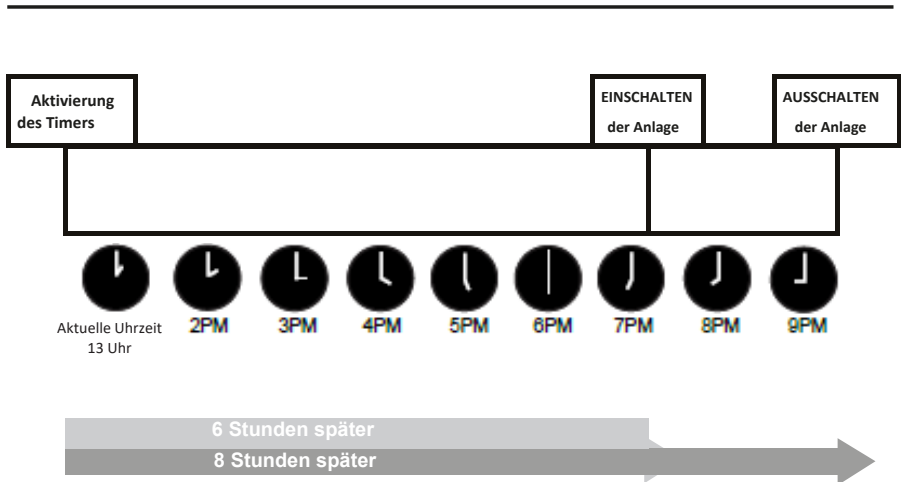 Aktivierung
des Timers
EINSCHALTEN
der Anlage
AUSSCHALTEN
der Anlage
Aktuelle Uhrzeit
13 Uhr
2PM
3PM
4PM
5PM
6PM
7PM
8PM
9PM
6 Stunden später
8 Stunden später